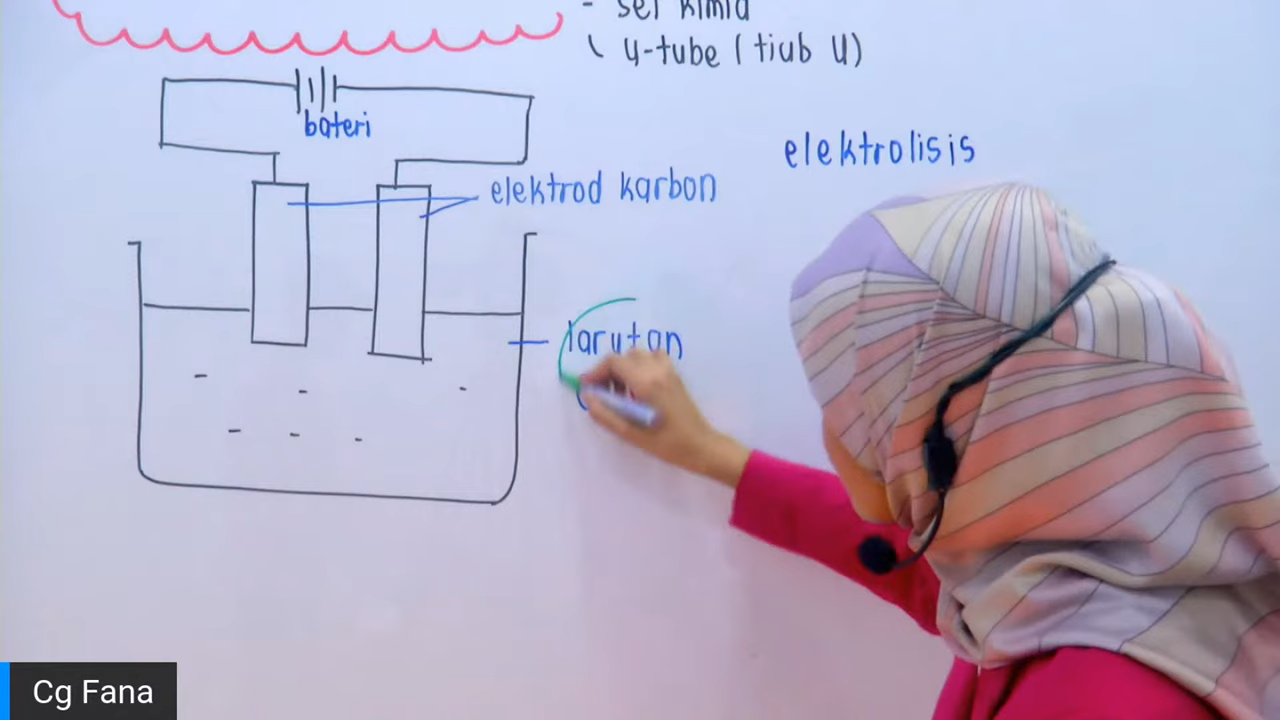 - sel kimia
u-tube (tiub U)
bateri
elektrolisis
elektrod karbon
larutan
Cg Fana